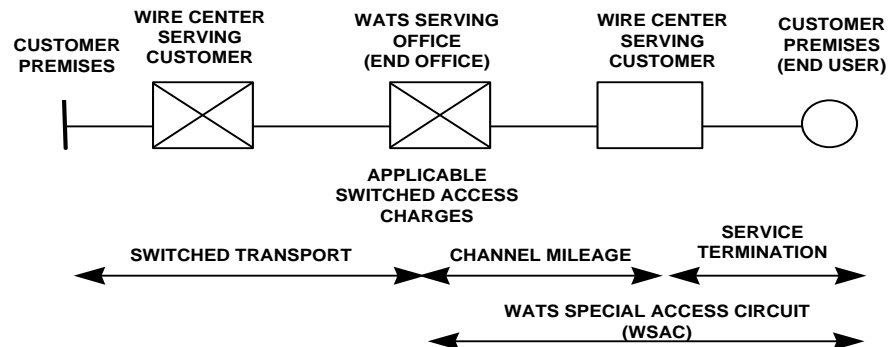 CUSTOMER
PREMISES
WIRE CENTER
SERVING
CUSTOMER
WATS SERVING
OFFICE
(END OFFICE)
WIRE CENTER
SERVING
CUSTOMER
CUSTOMER
PREMISES
(END USER)
APPLICABLE
SWITCHED ACCESS
CHARGES
SWITCHED TRANSPORT
CHANNEL MILEAGE
SERVICE
TERMINATION
WATS SPECIAL ACCESS CIRCUIT
(WSAC)